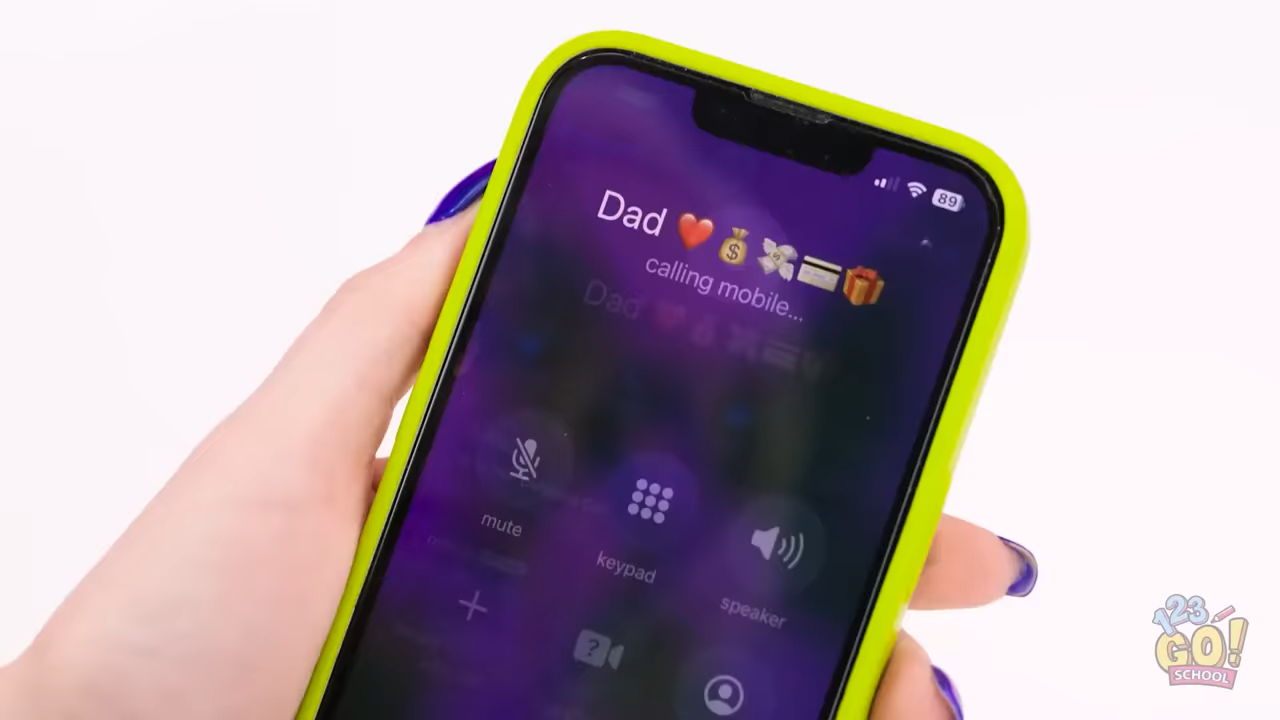 89
Dad ❤️💰💸💳🎁
calling mobile...
mute
keypad
speaker
?
123
GO!
SCHOOL